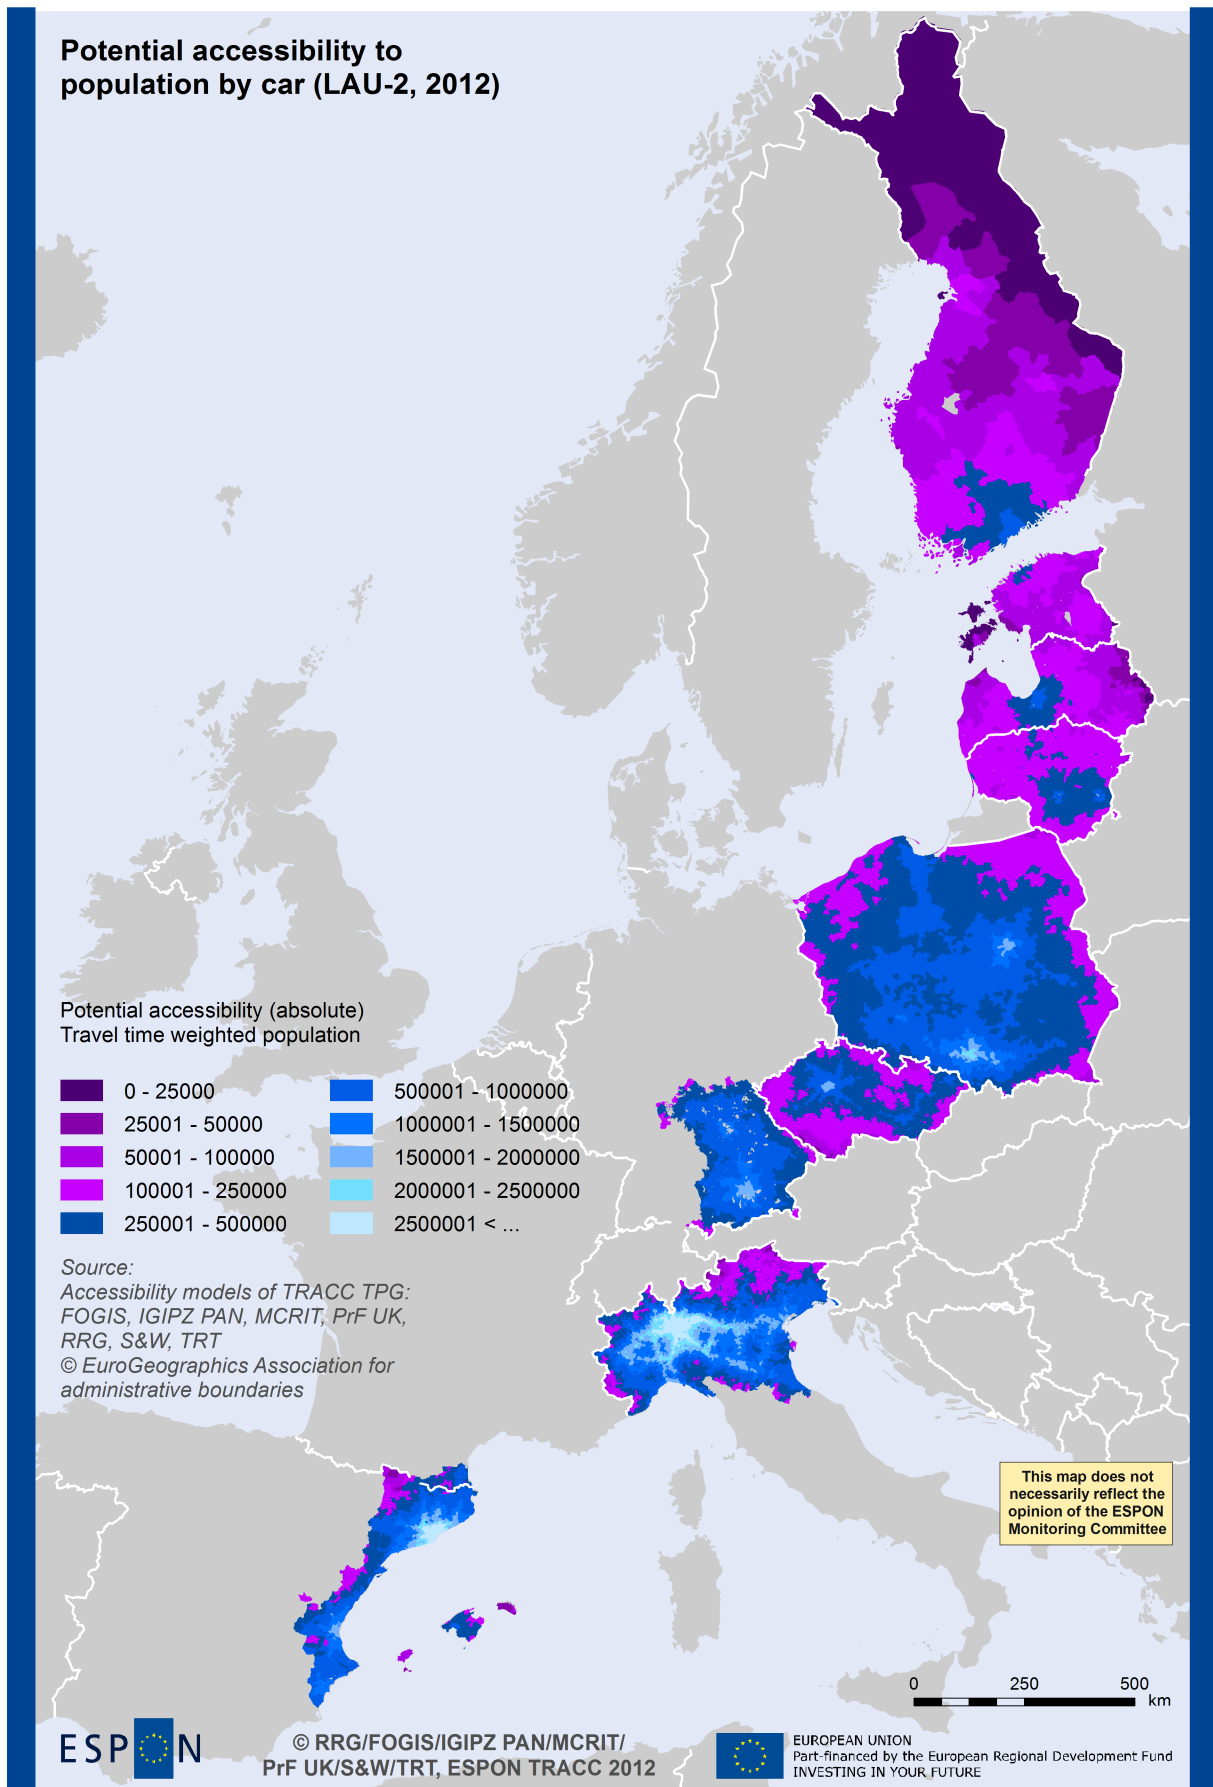 Potential accessibility to
population by car (LAU-2, 2012)
Potential accessibility (absolute)
Travel time weighted population
0 - 25000
25001 - 50000
50001 - 100000
100001 - 250000
250001 - 500000
500001 - 1000000
1000001 - 1500000
1500001 - 2000000
2000001 - 2500000
2500001 < ...
Source:
Accessibility models of TRACC TPG:
FOGIS, IGIPZ PAN, MCRIT, PrF UK,
RRG, S&W, TRT
© EuroGeographics Association for
administrative boundaries
This map does not
necessarily reflect the
opinion of the ESPON
Monitoring Committee
0 250 500
km
ESPON
© RRG/FOGIS/IGIPZ PAN/MCRIT/
PrF UK/S&W/TRT, ESPON TRACC 2012
EUROPEAN UNION
Part-financed by the European Regional Development Fund
INVESTING IN YOUR FUTURE